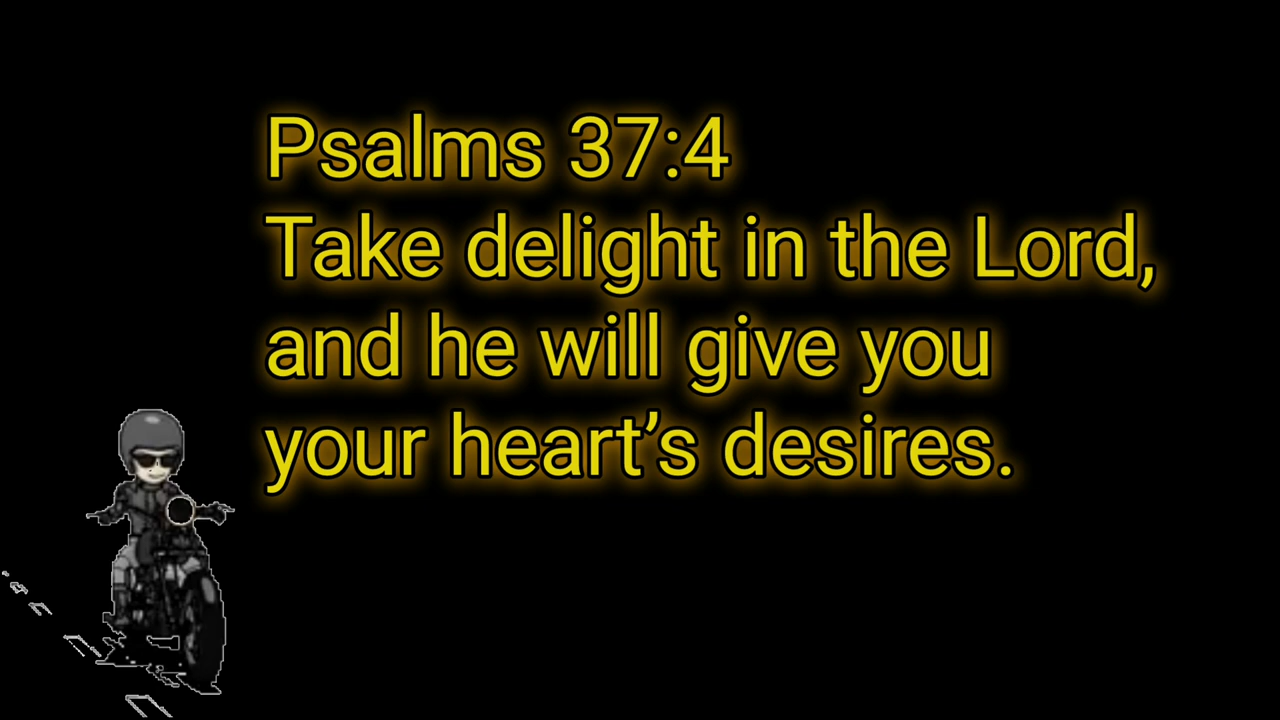 Psalms 37:4
Take delight in the Lord,
and he will give you
your heart’s desires.